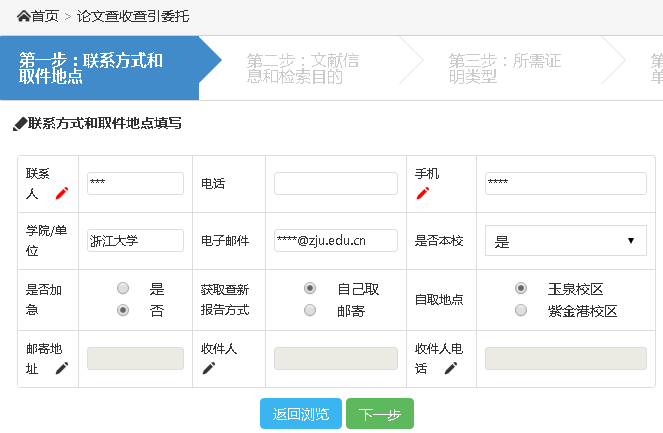 首页 > 论文查收查引委托
第一步：联系方式和
取件地点
第二步：文献信
息和检索目的
第三步：所需证
明类型
第
单
联系方式和取件地点填写
联系
人
***
电话
手机
****
学院/单
位
浙江大学
电子邮件
****@zju.edu.cn
是否本校
是
是否加
急
是
否
获取查新
报告方式
自己取
邮寄
自取地点
玉泉校区
紫金港校区
邮寄地
址
收件人
收件人电
话
返回浏览
下一步